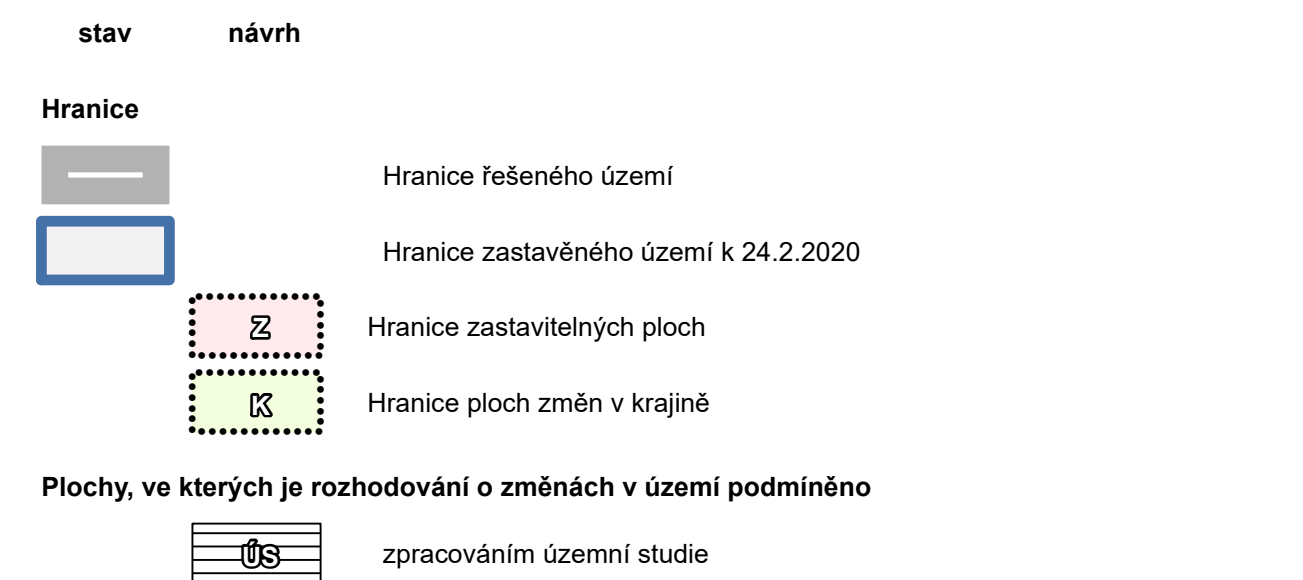 stav návrh
Hranice
Hranice řešeného území
Hranice zastavěného území k 24.2.2020
Z Hranice zastavitelných ploch
K Hranice ploch změn v krajině
Plochy, ve kterých je rozhodování o změnách v území podmíněno
ÚS zpracováním územní studie